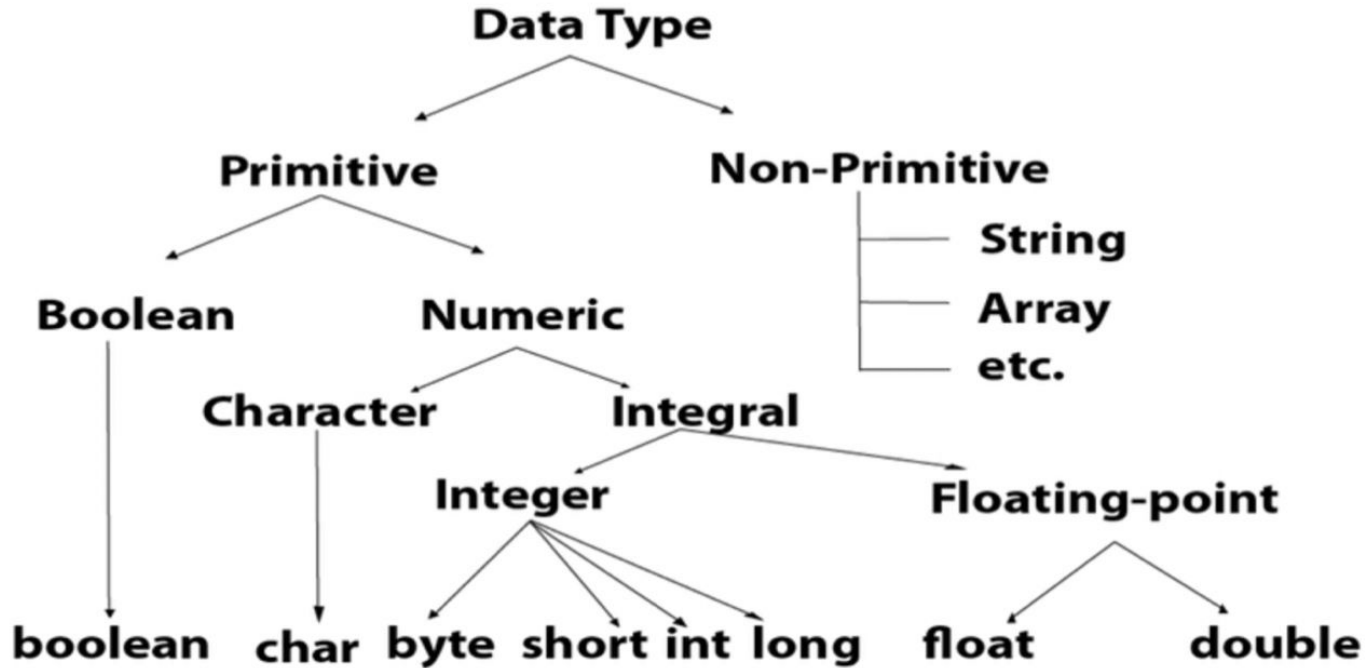 Data Type
Primitive
Non-Primitive
String
Array
etc.
Boolean
Numeric
Character
Integral
Integer
Floating-point
boolean
char
byte
short
int
long
float
double